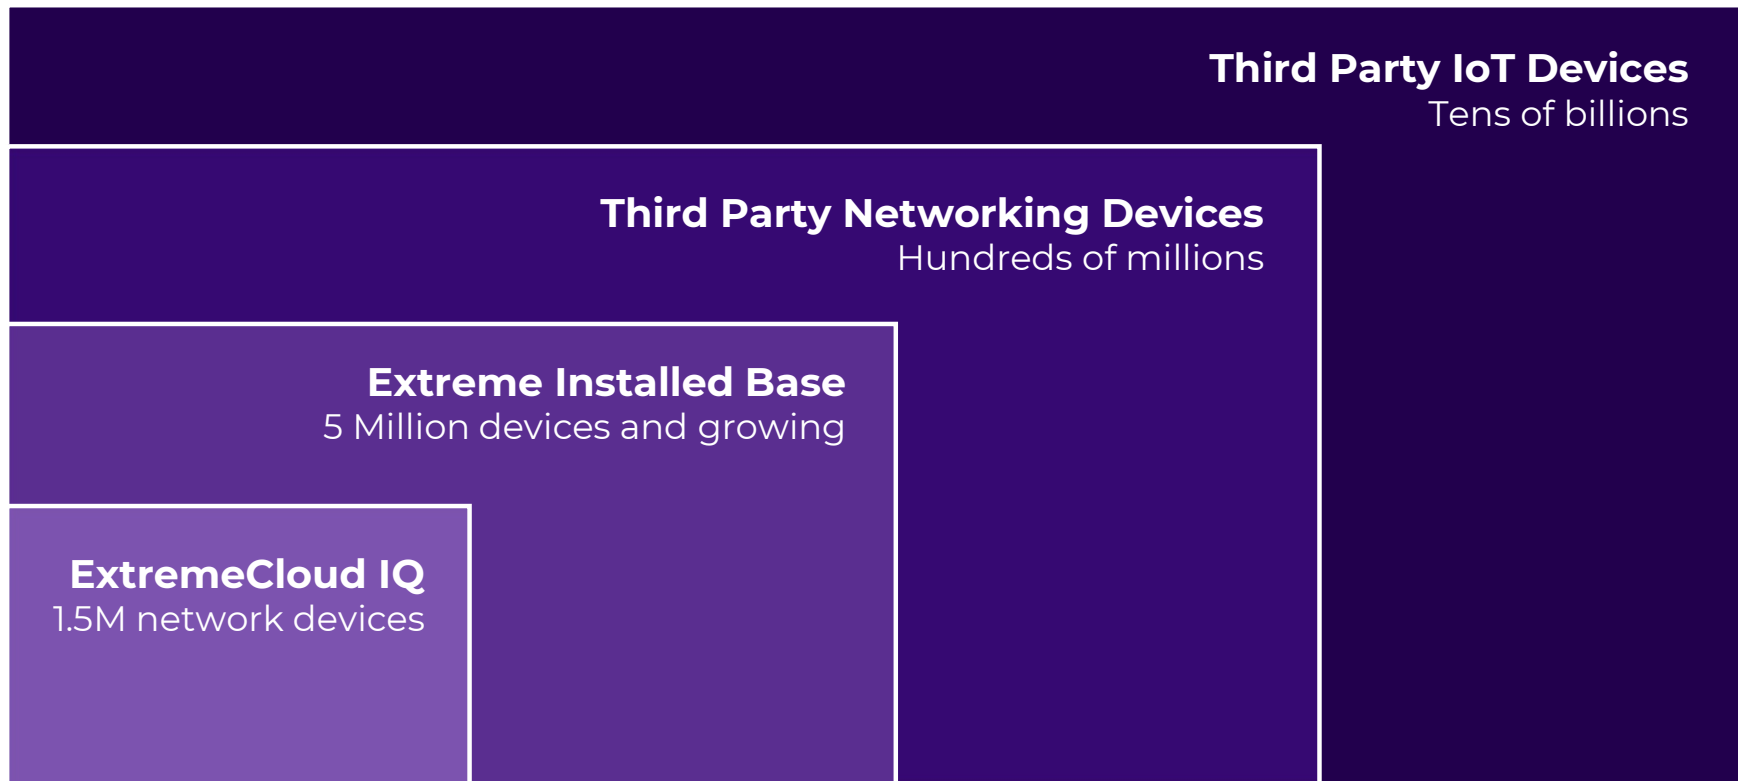 Third Party IoT Devices
Tens of billions
Third Party Networking Devices
Hundreds of millions
Extreme Installed Base
5 Million devices and growing
ExtremeCloud IQ
1.5M network devices